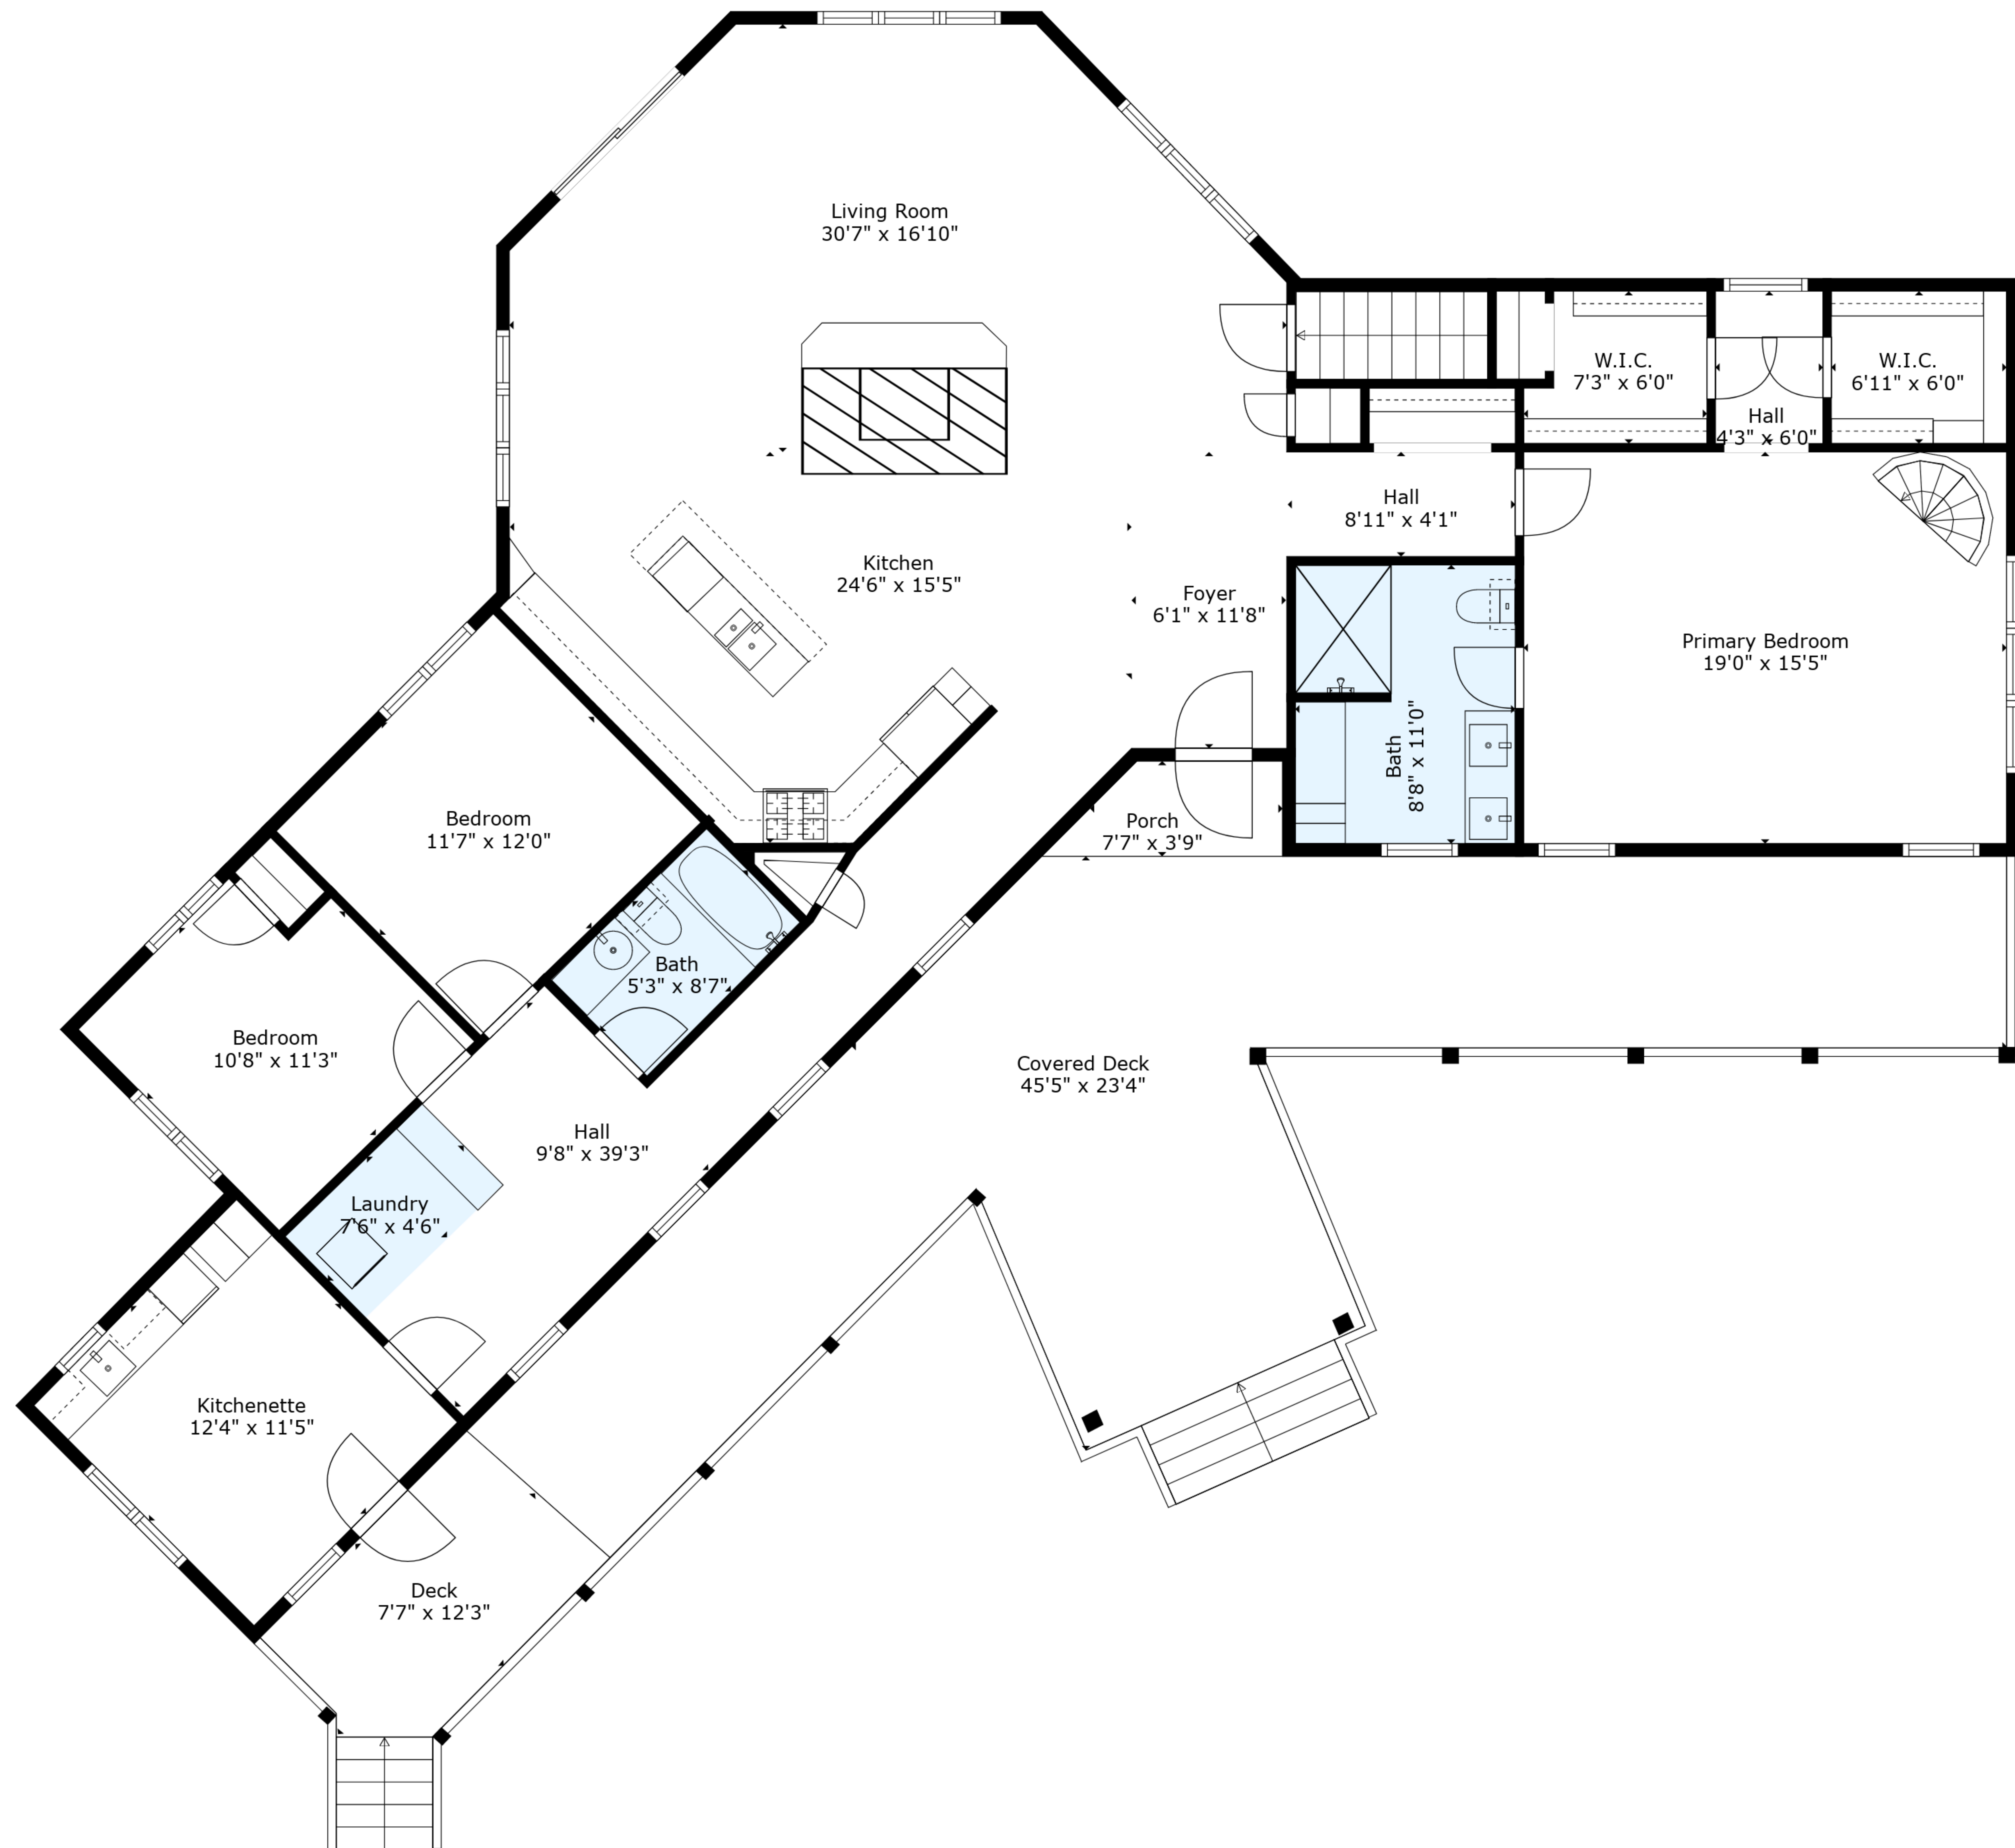 Living Room
30'7" x 16'10"
W.I.C.
7'3" x 6'0"
W.I.C.
6'11" x 6'0"
Hall
4'3" x 6'0"
Hall
8'11" x 4'1"
Kitchen
24'6" x 15'5"
Foyer
6'1" x 11'8"
Primary Bedroom
19'0" x 15'5"
Bath
8'8" x 11'0"
Bedroom
11'7" x 12'0"
Porch
7'7" x 3'9"
Bath
5'3" x 8'7"
Bedroom
10'8" x 11'3"
Covered Deck
45'5" x 23'4"
Hall
9'8" x 39'3"
Laundry
7'6" x 4'6"
Kitchenette
12'4" x 11'5"
Deck
7'7" x 12'3"